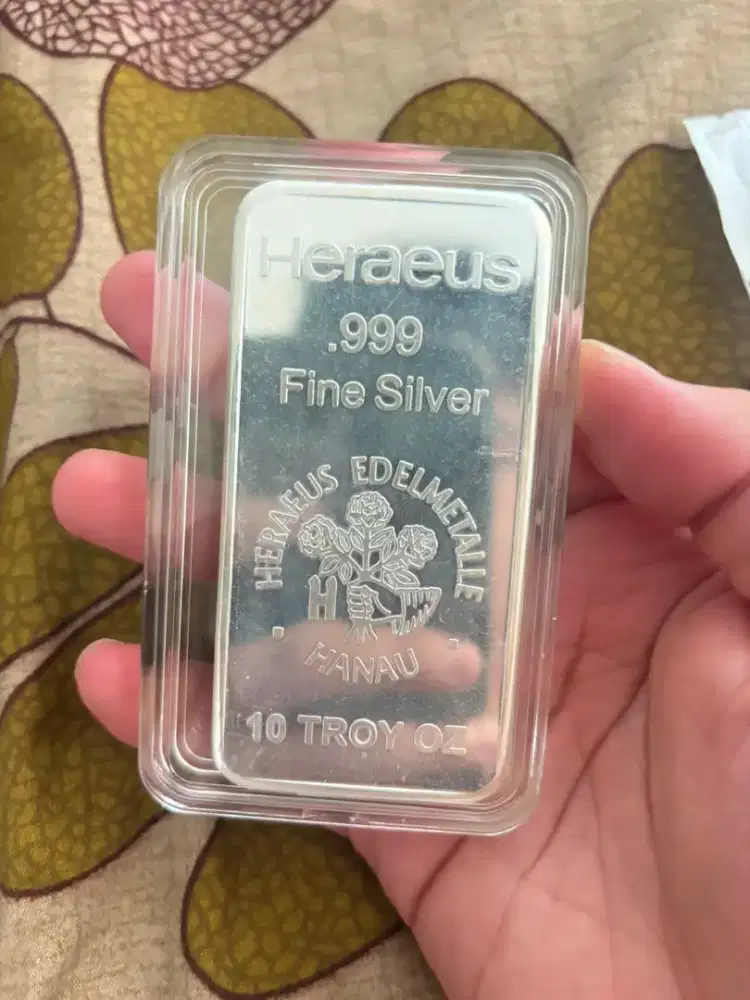 Heraeus
.999
Fine Silver
HERAEUS EDELMETALLE
H
HANAU
10 TROY OZ